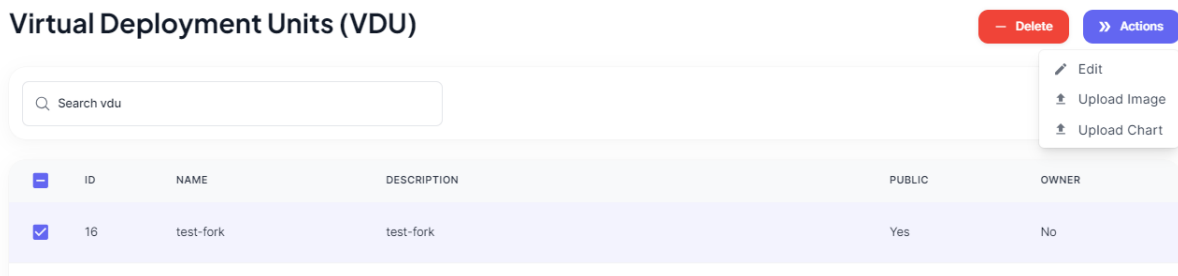 Virtual Deployment Units (VDU)
Delete
Actions
Edit
Upload Image
Upload Chart
Search vdu
ID NAME DESCRIPTION PUBLIC OWNER
16 test-fork test-fork Yes No